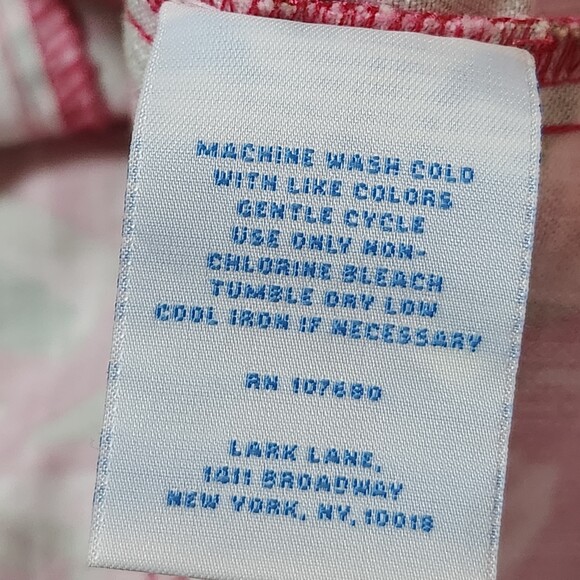 MACHINE WASH COLD
WITH LIKE COLORS
GENTLE CYCLE
USE ONLY NON-
CHLORINE BLEACH
TUMBLE DRY LOW
COOL IRON IF NECESSARY
RN 107680
LARK LANE,
1411 BROADWAY
NEW YORK, NY, 10018